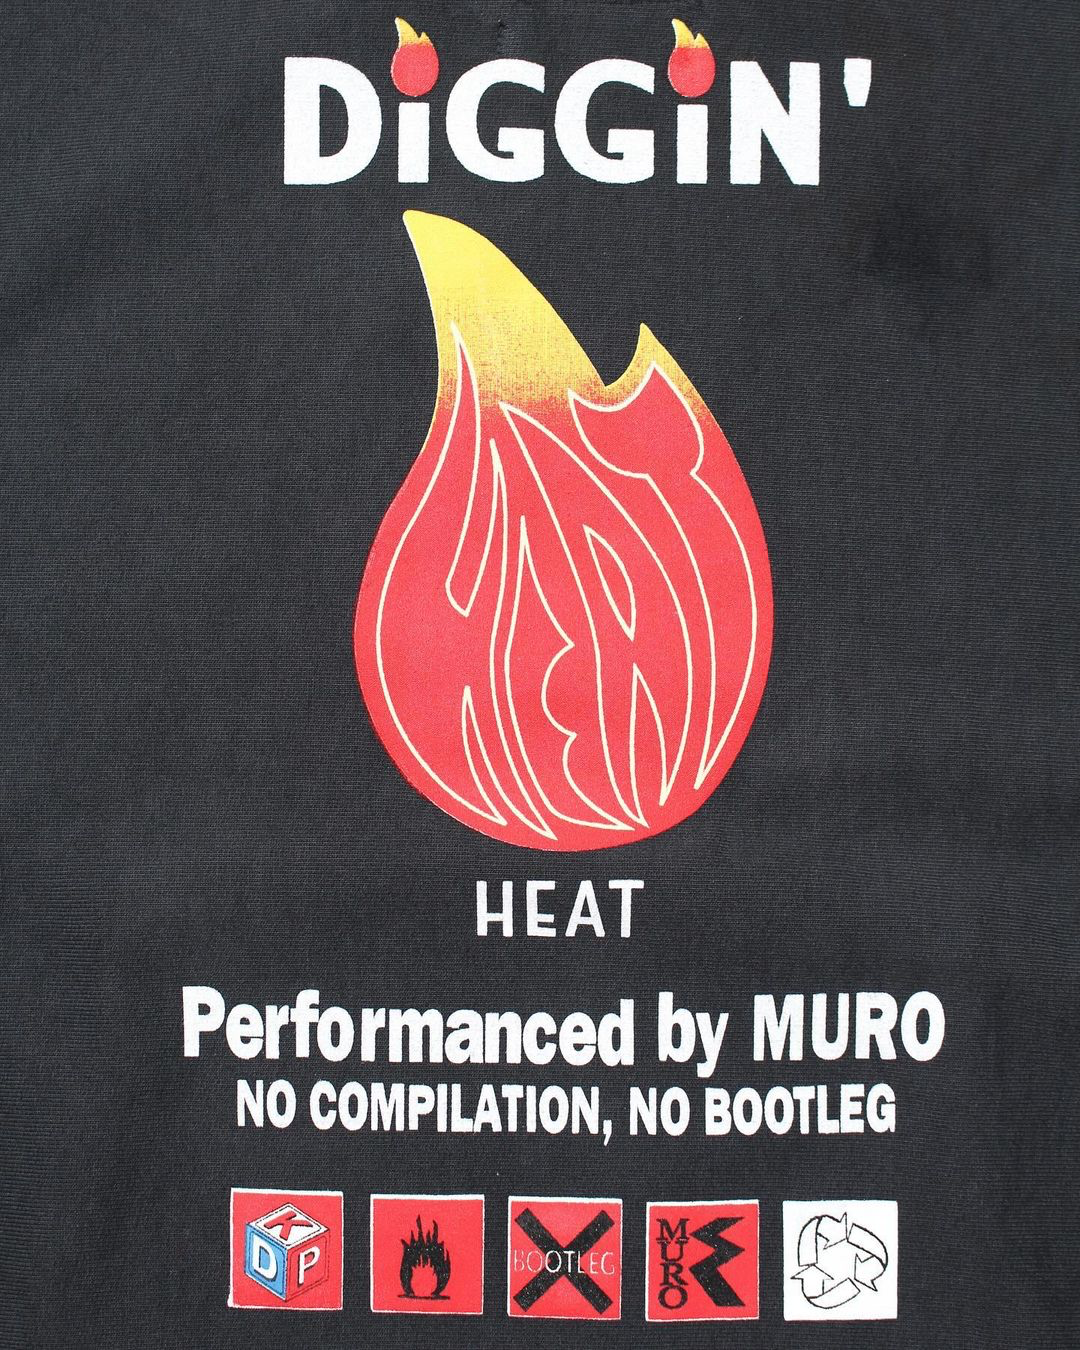 DiGGiN'
HEAT
HEAT
Performanced by MURO
NO COMPILATION, NO BOOTLEG
K
D P
BOOTLEG
MURO